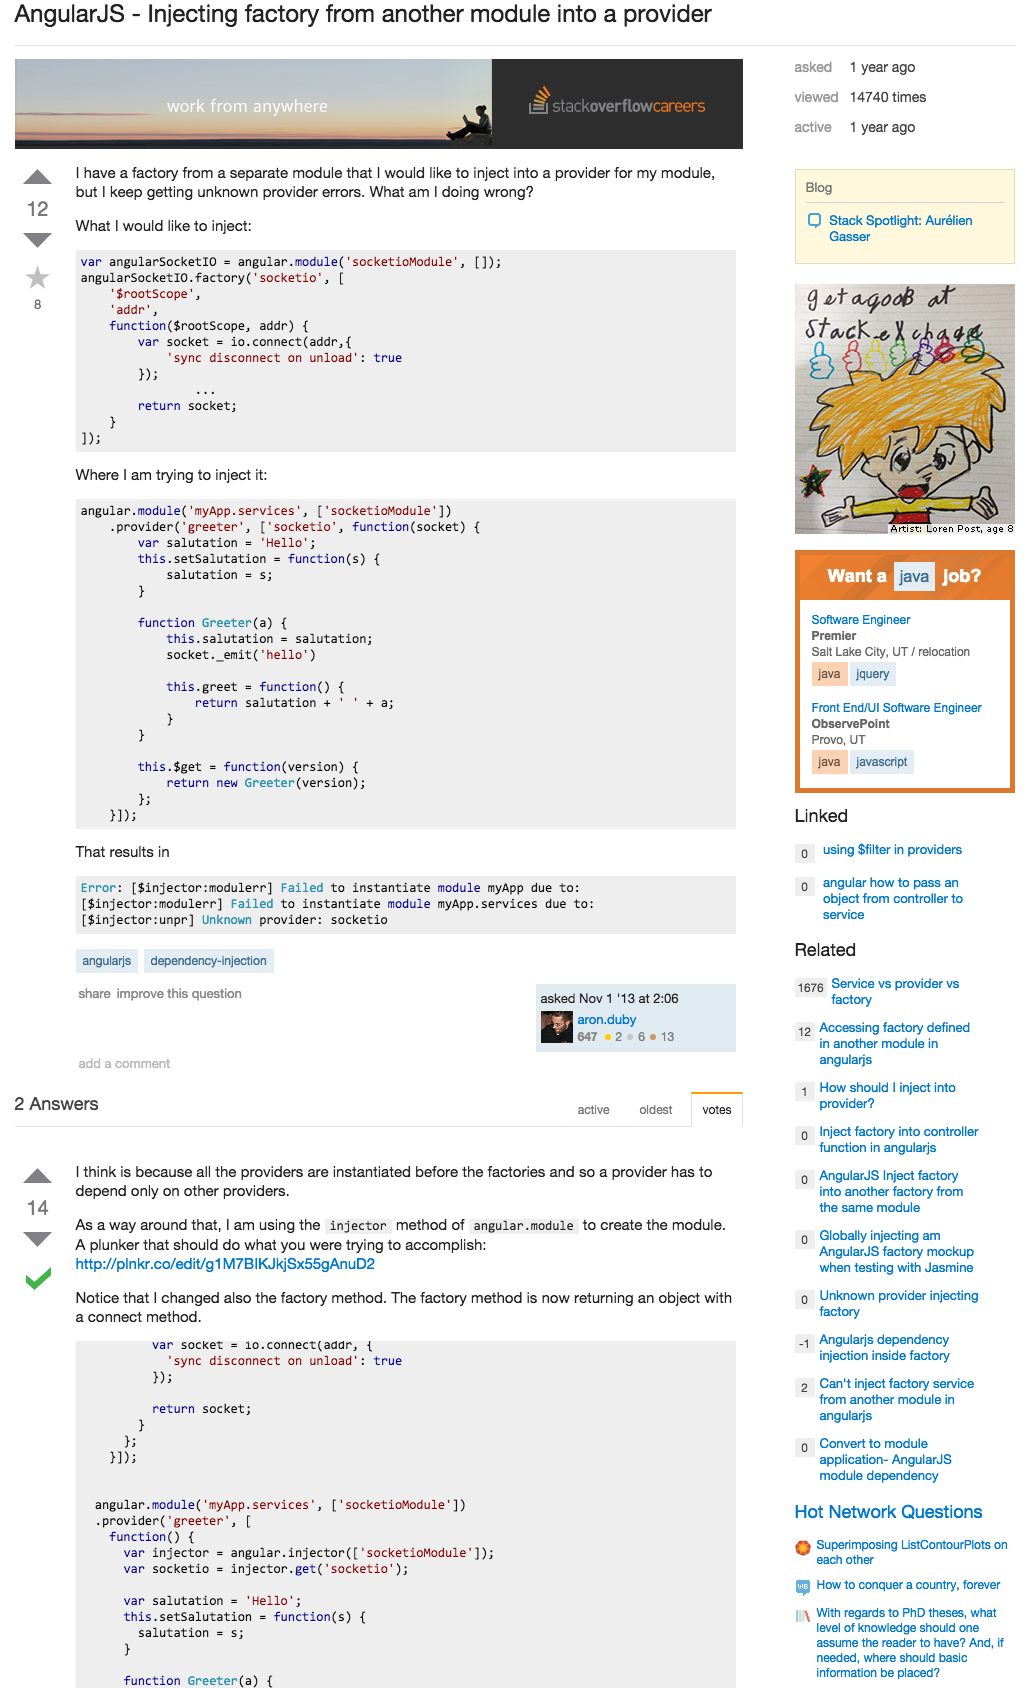 AngularJS - Injecting factory from another module into a provider
work from anywhere
stackoverflowcareers
12
8
I have a factory from a separate module that I would like to inject into a provider for my module,
but I keep getting unknown provider errors. What am I doing wrong?
What I would like to inject:
var angularSocketIO = angular.module('socketioModule', []);
angularSocketIO.factory('socketio', [
    '$rootScope',
    'addr',
    function($rootScope, addr) {
        var socket = io.connect(addr,{
            'sync disconnect on unload': true
        });
                ...
        return socket;
    }
]);
Where I am trying to inject it:
angular.module('myApp.services', ['socketioModule'])
    .provider('greeter', ['socketio', function(socket) {
        var salutation = 'Hello';
        this.setSalutation = function(s) {
            salutation = s;
        }
        function Greeter(a) {
            this.salutation = salutation;
            socket._emit('hello')
            this.greet = function() {
                return salutation + ' ' + a;
            }
        }
        this.$get = function(version) {
            return new Greeter(version);
        };
    }]);
That results in
Error: [$injector:modulerr] Failed to instantiate module myApp due to:
[$injector:modulerr] Failed to instantiate module myApp.services due to:
[$injector:unpr] Unknown provider: socketio
angularjs dependency-injection
share improve this question
asked Nov 1 '13 at 2:06
aron.duby
647 2 6 13
add a comment
2 Answers
active oldest votes
14
I think is because all the providers are instantiated before the factories and so a provider has to
depend only on other providers.
As a way around that, I am using the injector method of angular.module to create the module.
A plunker that should do what you were trying to accomplish:
http://plnkr.co/edit/g1M7BIKJkjSx55gAnuD2
Notice that I changed also the factory method. The factory method is now returning an object with
a connect method.
          var socket = io.connect(addr, {
            'sync disconnect on unload': true
          });
          return socket;
        }
      };
    }]);
  angular.module('myApp.services', ['socketioModule'])
  .provider('greeter', [
    function() {
      var injector = angular.injector(['socketioModule']);
      var socketio = injector.get('socketio');
      var salutation = 'Hello';
      this.setSalutation = function(s) {
        salutation = s;
      }
      function Greeter(a) {
asked 1 year ago
viewed 14740 times
active 1 year ago
Blog
Stack Spotlight: Aurélien
Gasser
get a gooB at
Stack exchange
Artist: Loren Post, age 8
Want a java job?
Software Engineer
Premier
Salt Lake City, UT / relocation
java jquery
Front End/UI Software Engineer
ObservePoint
Provo, UT
java javascript
Linked
0 using $filter in providers
0 angular how to pass an
object from controller to
service
Related
1676 Service vs provider vs
factory
12 Accessing factory defined
in another module in
angularjs
1 How should I inject into
provider?
0 Inject factory into controller
function in angularjs
0 AngularJS Inject factory
into another factory from
the same module
0 Globally injecting am
AngularJS factory mockup
when testing with Jasmine
0 Unknown provider injecting
factory
-1 Angularjs dependency
injection inside factory
2 Can't inject factory service
from another module in
angularjs
0 Convert to module
application- AngularJS
module dependency
Hot Network Questions
Superimposing ListContourPlots on
each other
WB How to conquer a country, forever
With regards to PhD theses, what
level of knowledge should one
assume the reader to have? And, if
needed, where should basic
information be placed?